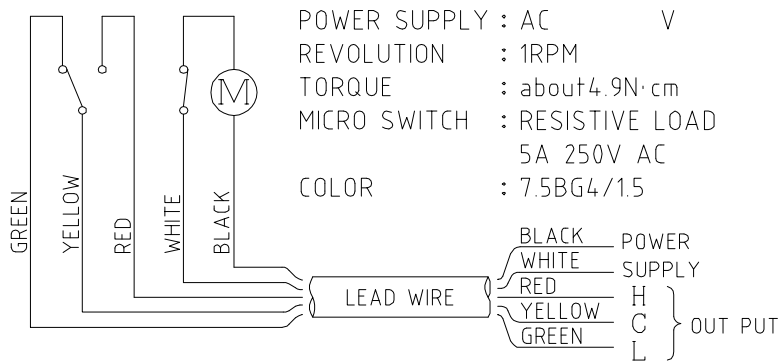 POWER SUPPLY : AC V
REVOLUTION : 1RPM
TORQUE : about4.9N·cm
MICRO SWITCH : RESISTIVE LOAD
5A 250V AC
COLOR : 7.5BG4/1.5
M
GREEN
YELLOW
RED
WHITE
BLACK
LEAD WIRE
BLACK POWER
WHITE SUPPLY
RED H
YELLOW C
GREEN L
OUT PUT